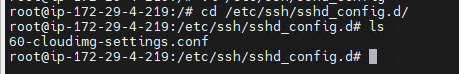 root@ip-172-29-4-219:/# cd /etc/ssh/sshd_config.d/
root@ip-172-29-4-219:/etc/ssh/sshd_config.d# ls
60-cloudimg-settings.conf
root@ip-172-29-4-219:/etc/ssh/sshd_config.d#